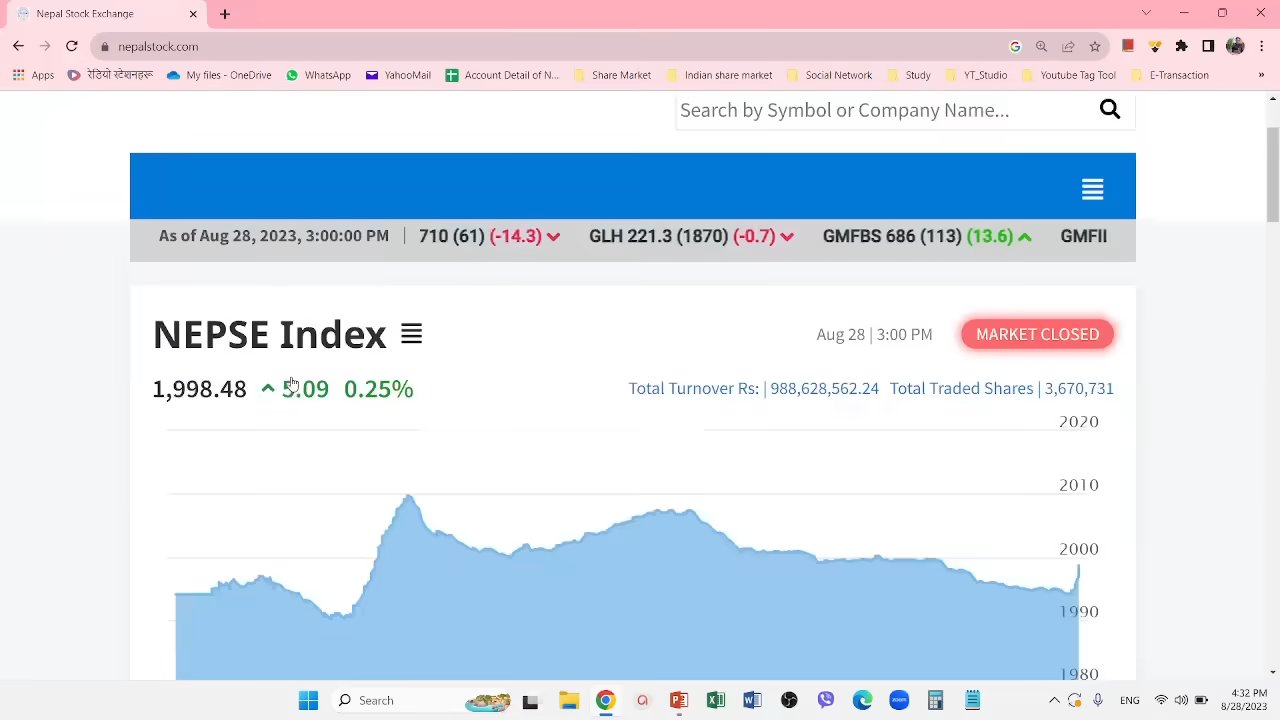 Nepal Stock Exchange
nepalstock.com
Apps
My files - OneDrive
WhatsApp
YahooMail
Account Detail of N...
Share Market
Indian share market
Social Network
Study
YT_Studio
Youtube Tag Tool
E-Transaction
»
Search by Symbol or Company Name...
As of Aug 28, 2023, 3:00:00 PM | 710 (61) (-14.3) GLH 221.3 (1870) (-0.7) GMFBS 686 (113) (13.6) GMFII
NEPSE Index
Aug 28 | 3:00 PM
MARKET CLOSED
1,998.48 5.09 0.25%
Total Turnover Rs: | 988,628,562.24 Total Traded Shares | 3,670,731
2020
2010
2000
1990
1980
Search
ENG
4:32 PM
8/28/2023